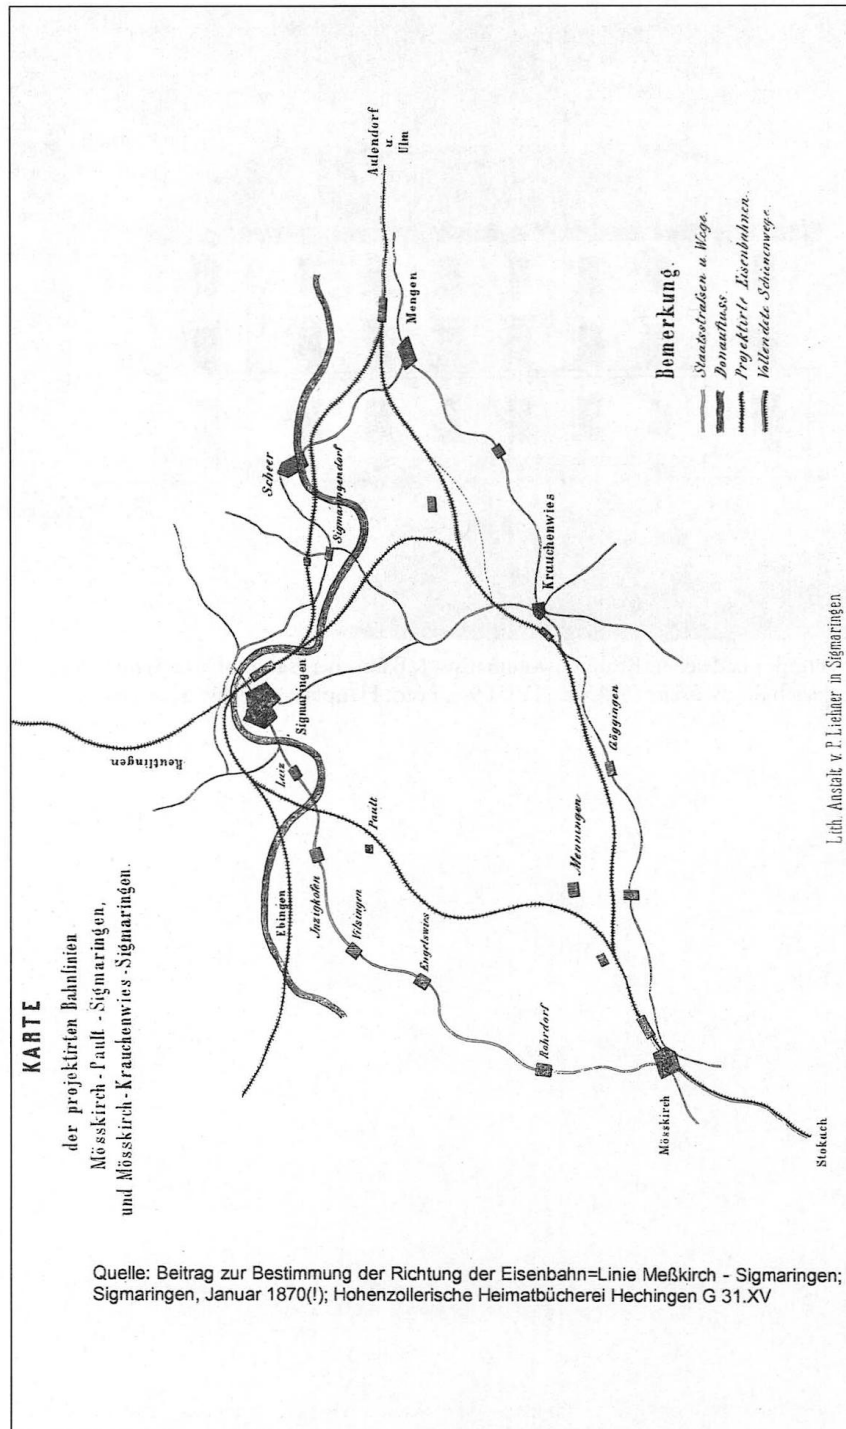 KARTE
der projektirten Bahnlinien
Mösskirch - Pault - Sigmaringen,
und Mösskirch - Krauchenwies - Sigmaringen.
Aulendorf
u.
Ulm
Mengen
Scheer
Sigmaringendorf
Krauchenwies
Sigmaringen
Reutlingen
Laiz
Göggingen
Pault
Menningen
Inzigkofen
Ebingen
Vilsingen
Engelswies
Rohrdorf
Mösskirch
Stokach
Bemerkung.
Staatsstraßen u. Wege.
Donaufluss.
Projektirte Eisenbahnen.
Vollendete Schienenwege.
Lith. Anstalt v. P. Liehner in Sigmaringen
Quelle: Beitrag zur Bestimmung der Richtung der Eisenbahn=Linie Meßkirch - Sigmaringen;
Sigmaringen, Januar 1870(!); Hohenzollerische Heimatbücherei Hechingen G 31.XV